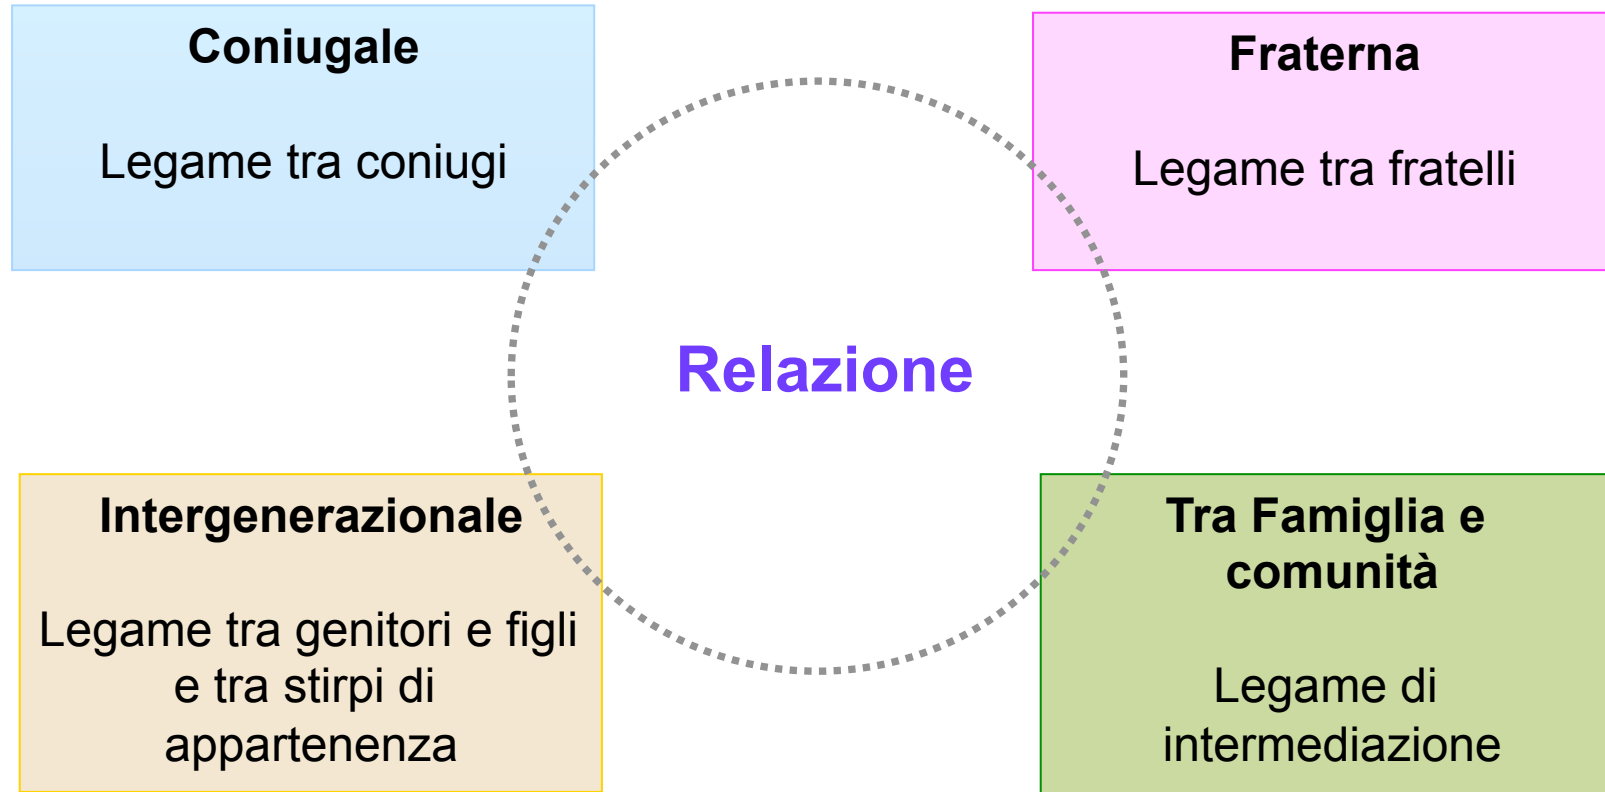 Coniugale
Legame tra coniugi
Fraterna
Legame tra fratelli
Relazione
Intergenerazionale
Legame tra genitori e figli
e tra stirpi di
appartenenza
Tra Famiglia e
comunità
Legame di
intermediazione